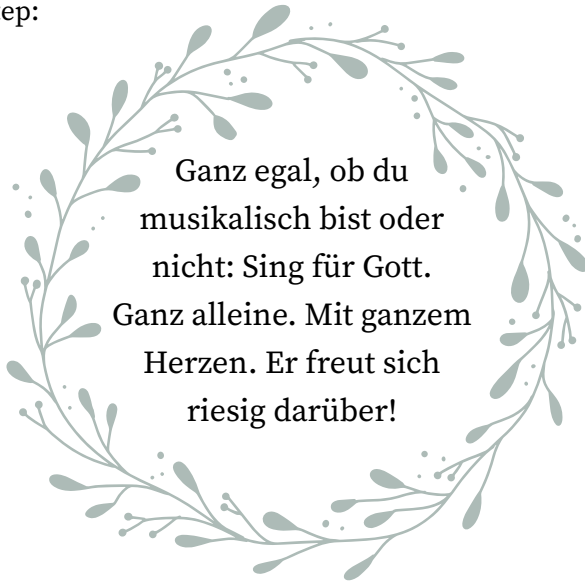 ep:
Ganz egal, ob du
musikalisch bist oder
nicht: Sing für Gott.
Ganz alleine. Mit ganzem
Herzen. Er freut sich
riesig darüber!